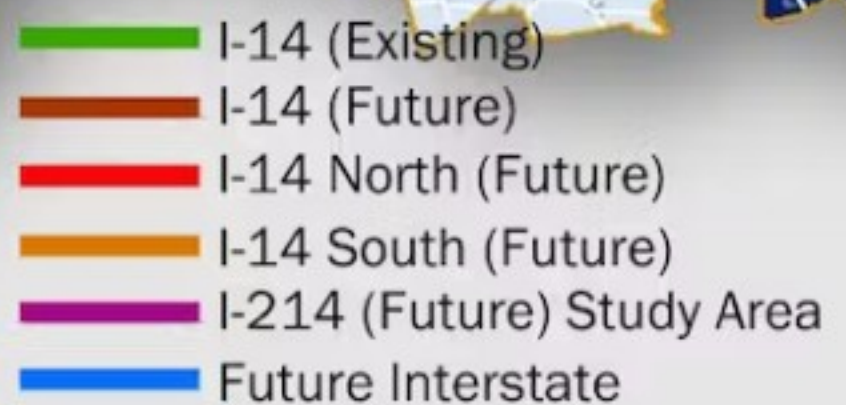 I-14 (Existing)
I-14 (Future)
I-14 North (Future)
I-14 South (Future)
I-214 (Future) Study Area
Future Interstate